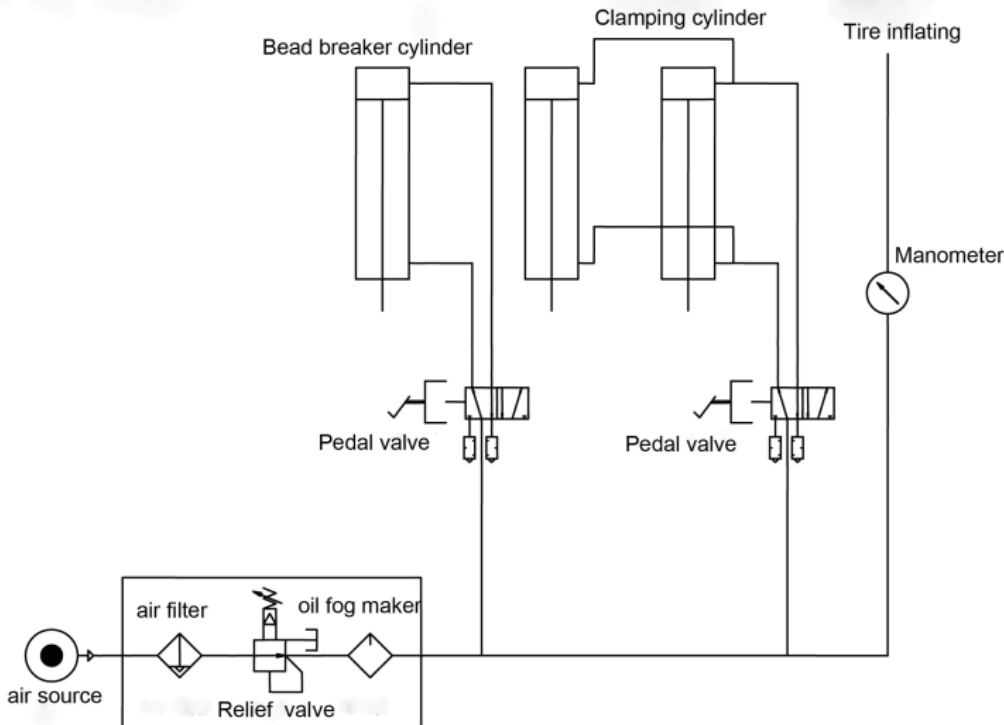 Clamping cylinder
Tire inflating
Bead breaker cylinder
Manometer
Pedal valve
Pedal valve
air filter
oil fog maker
air source
Relief valve